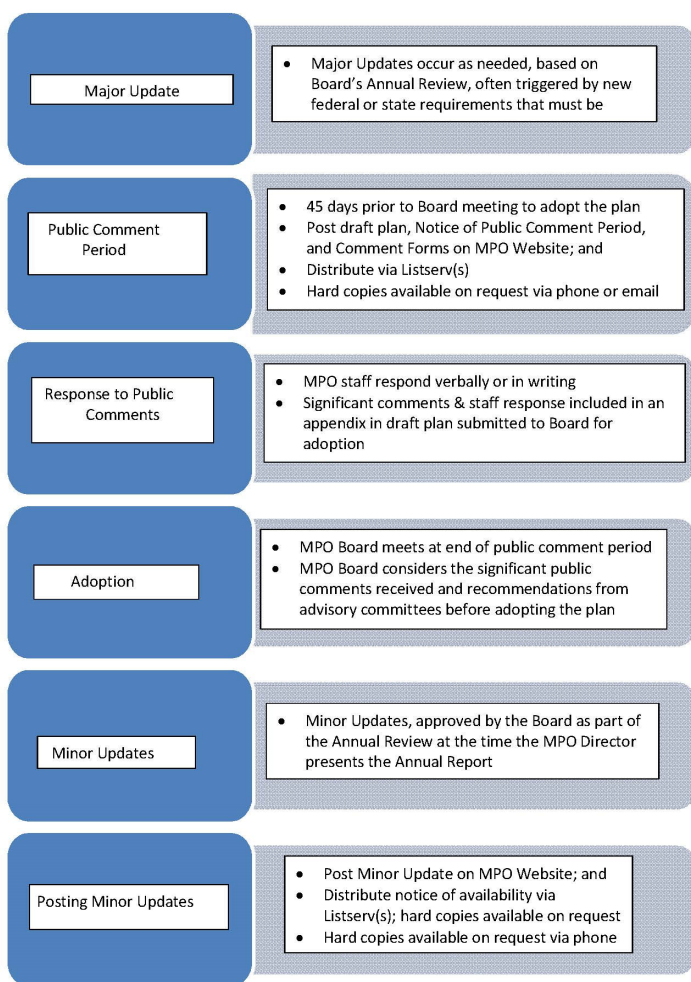 Major Update
• Major Updates occur as needed, based on
Board's Annual Review, often triggered by new
federal or state requirements that must be
Public Comment
Period
• 45 days prior to Board meeting to adopt the plan
• Post draft plan, Notice of Public Comment Period,
and Comment Forms on MPO Website; and
• Distribute via Listserv(s)
• Hard copies available on request via phone or email
Response to Public
Comments
• MPO staff respond verbally or in writing
• Significant comments & staff response included in an
appendix in draft plan submitted to Board for
adoption
Adoption
• MPO Board meets at end of public comment period
• MPO Board considers the significant public
comments received and recommendations from
advisory committees before adopting the plan
Minor Updates
• Minor Updates, approved by the Board as part of
the Annual Review at the time the MPO Director
presents the Annual Report
Posting Minor Updates
• Post Minor Update on MPO Website; and
• Distribute notice of availability via
Listserv(s); hard copies available on request
• Hard copies available on request via phone